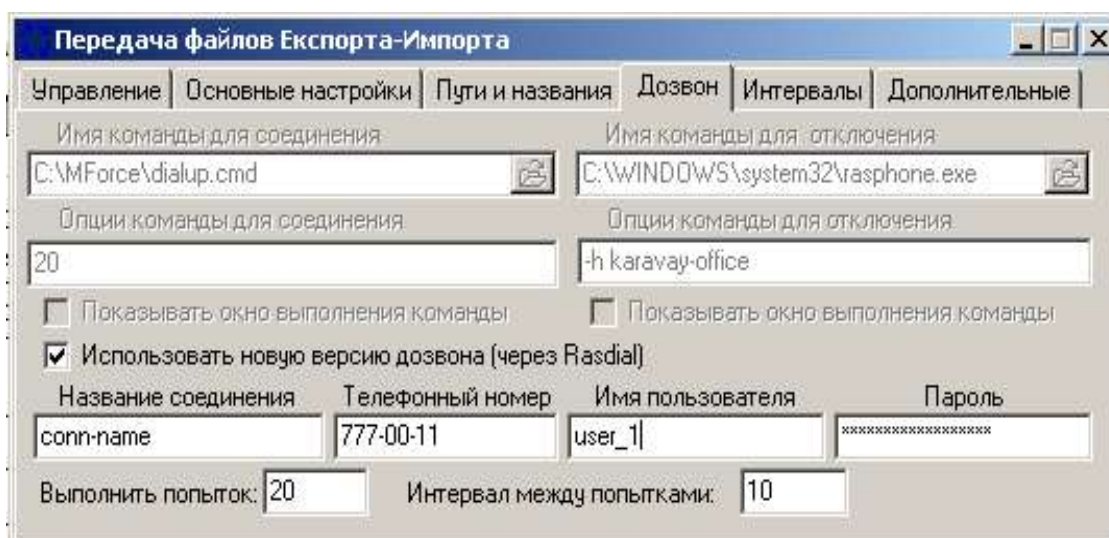 Передача файлов Експорта-Импорта
Управление Основные настройки Пути и названия Дозвон Интервалы Дополнительные
Имя команды для соединения Имя команды для отключения
C:\MForce\dialup.cmd C:\WINDOWS\system32\rasphone.exe
Опции команды для соединения Опции команды для отключения
20 -h karavay-office
Показывать окно выполнения команды Показывать окно выполнения команды
Использовать новую версию дозвона (через Rasdial)
Название соединения Телефонный номер Имя пользователя Пароль
conn-name 777-00-11 user_1 ******************
Выполнить попыток: 20 Интервал между попытками: 10